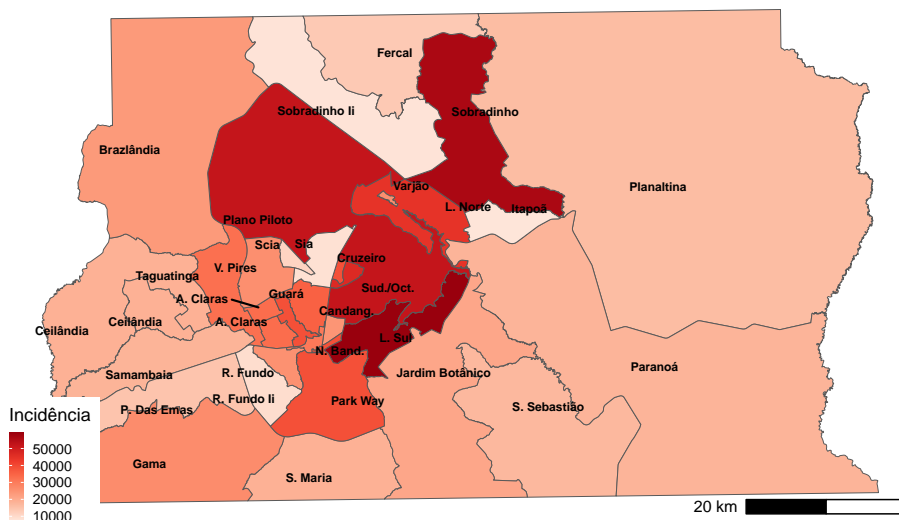 Fercal
Sobradinho Ii
Sobradinho
Brazlândia
Varjão
Planaltina
L. Norte
Itapoã
Plano Piloto
Scia
Sia
Cruzeiro
V. Pires
Taguatinga
Sud./Oct.
Guará
A. Claras
Candang.
Ceilândia
Ceilândia
A. Claras
L. Sul
N. Band.
Paranoá
Samambaia
R. Fundo
Jardim Botânico
P. Das Emas
R. Fundo Ii
Park Way
S. Sebastião
Gama
S. Maria
Incidência
50000
40000
30000
20000
10000
20 km